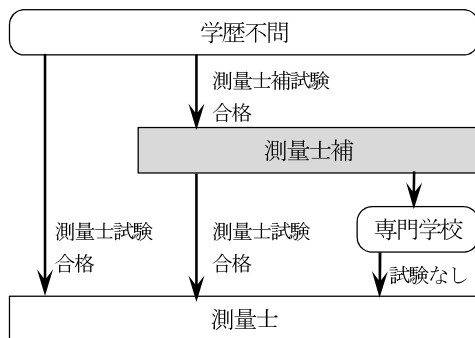 学歴不問
測量士補試験
合格
測量士補
専門学校
測量士試験
合格
測量士試験
合格
試験なし
測量士